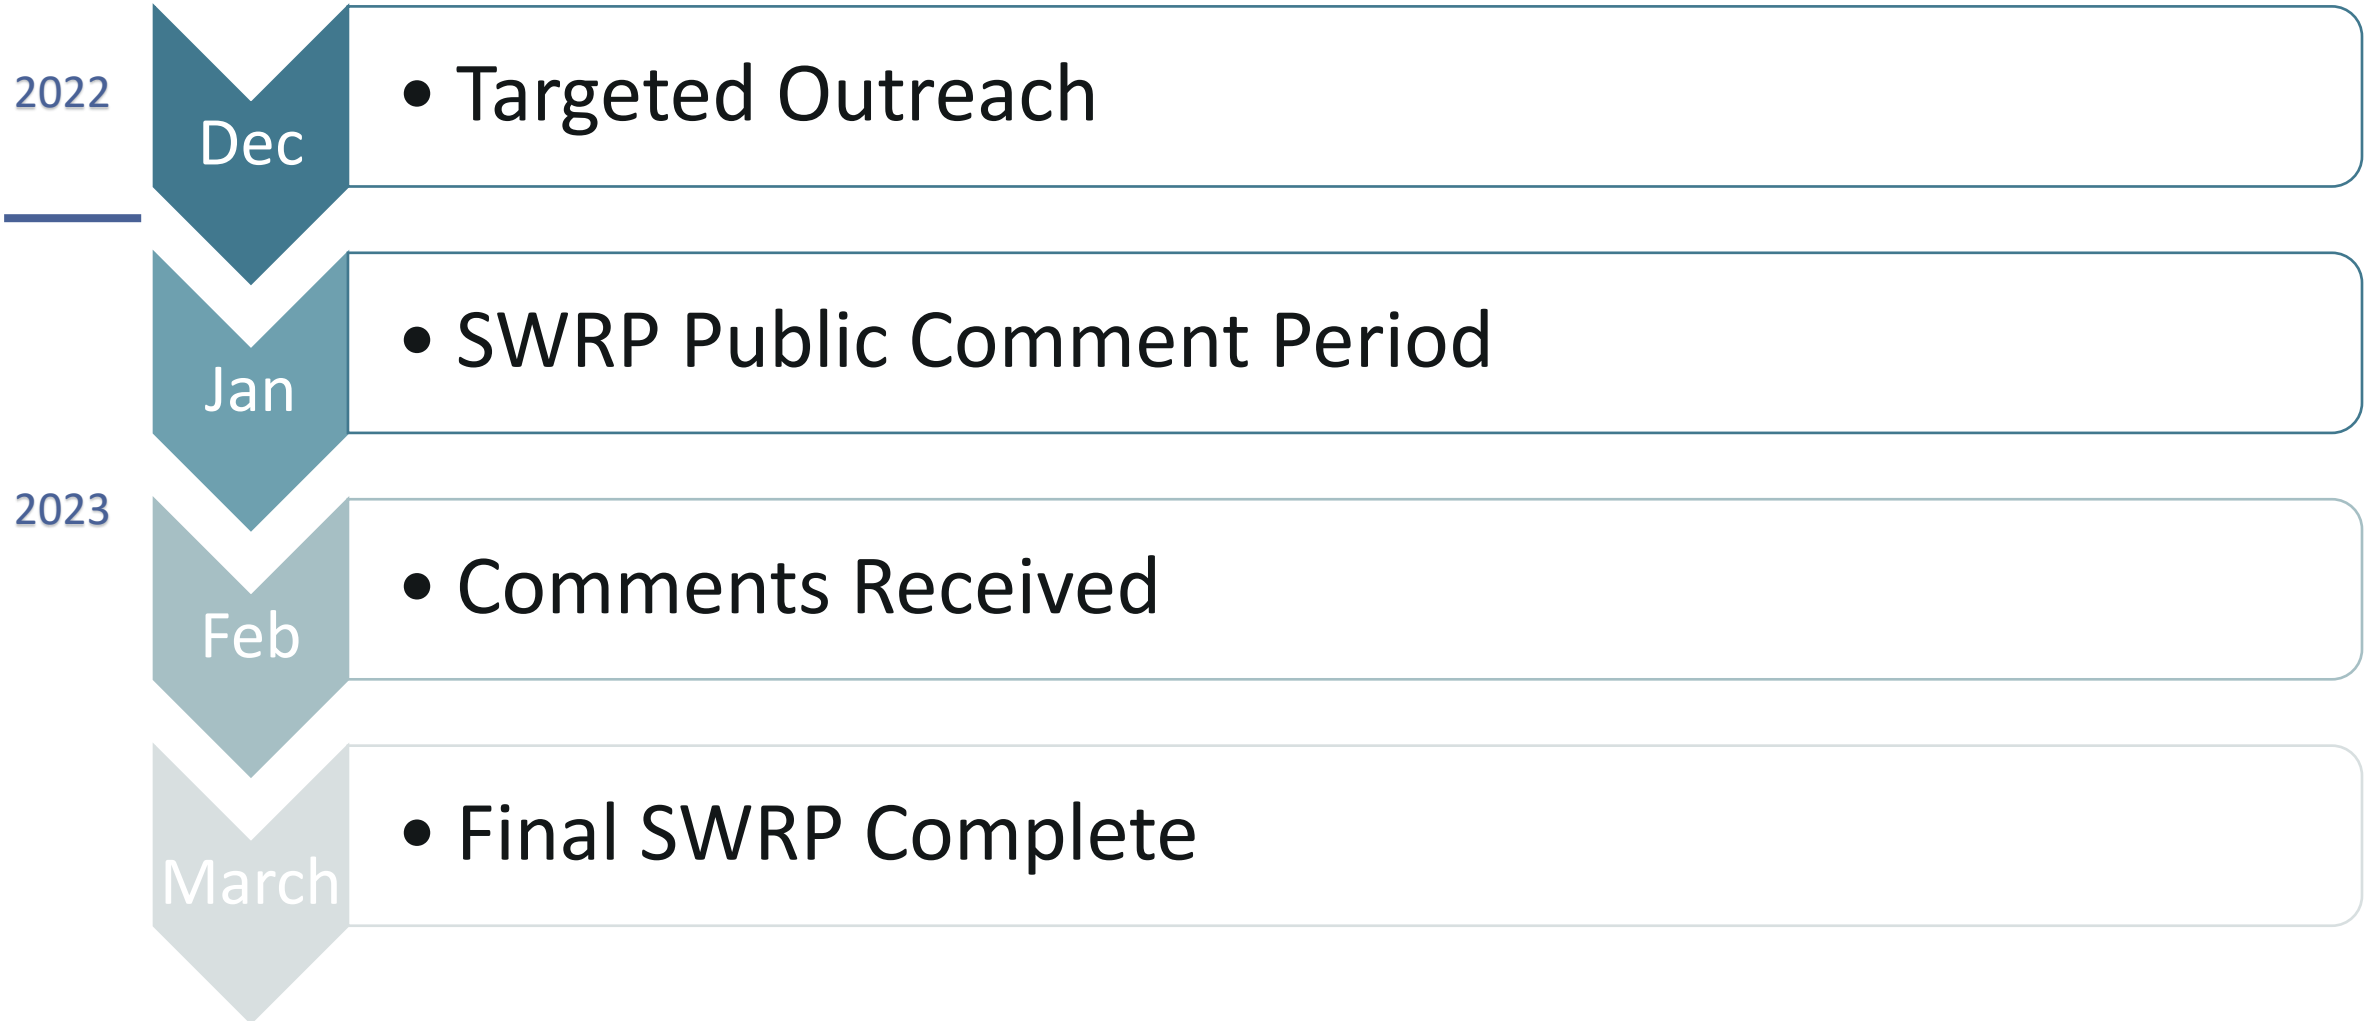 2022
Dec
• Targeted Outreach
Jan
• SWRP Public Comment Period
2023
Feb
• Comments Received
March
• Final SWRP Complete